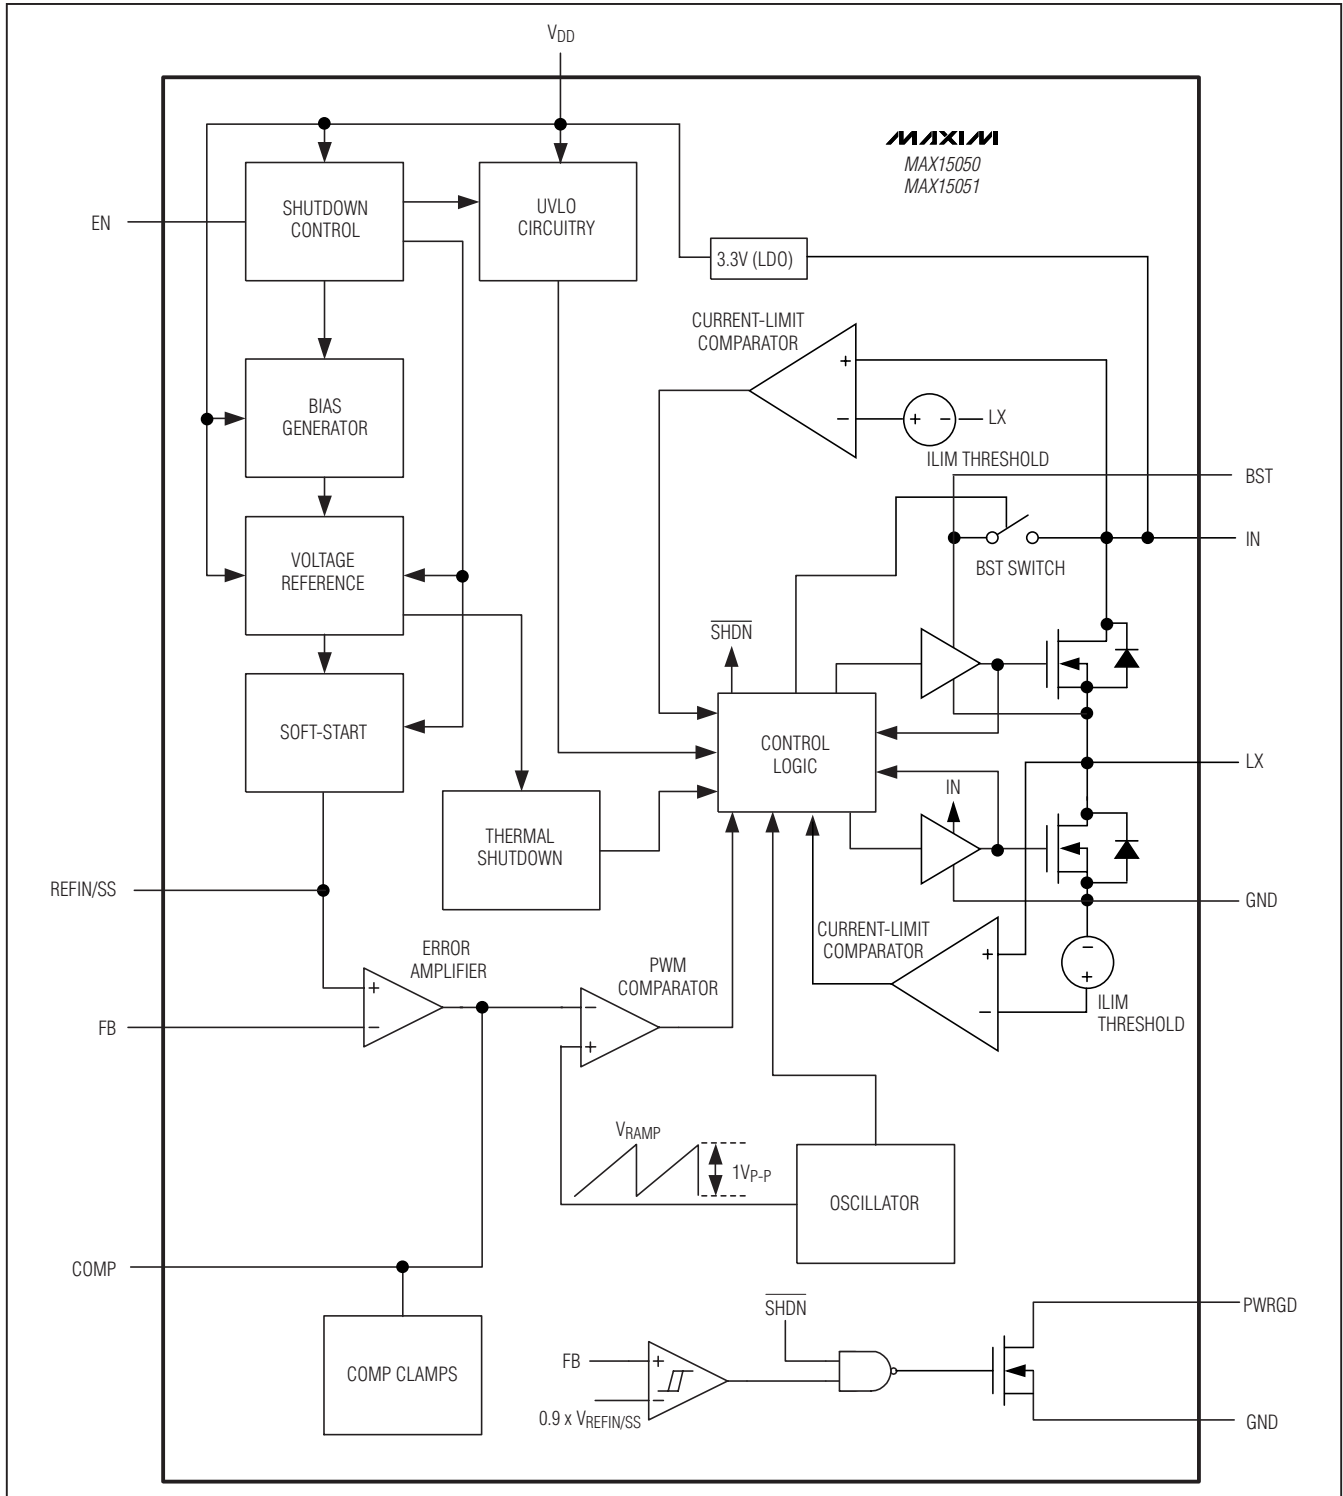 VDD
MAXIM
MAX15050
MAX15051
EN
SHUTDOWN
CONTROL
UVLO
CIRCUITRY
3.3V (LDO)
CURRENT-LIMIT
COMPARATOR
+
−
+ −
LX
ILIM THRESHOLD
BIAS
GENERATOR
BST
IN
BST SWITCH
VOLTAGE
REFERENCE
SHDN
SOFT-START
CONTROL
LOGIC
LX
IN
THERMAL
SHUTDOWN
REFIN/SS
GND
CURRENT-LIMIT
COMPARATOR
+
−
−
+
ILIM
THRESHOLD
ERROR
AMPLIFIER
+
−
FB
PWM
COMPARATOR
−
+
VRAMP
1VP-P
OSCILLATOR
COMP
COMP CLAMPS
SHDN
PWRGD
FB
+
−
0.9 x VREFIN/SS
GND